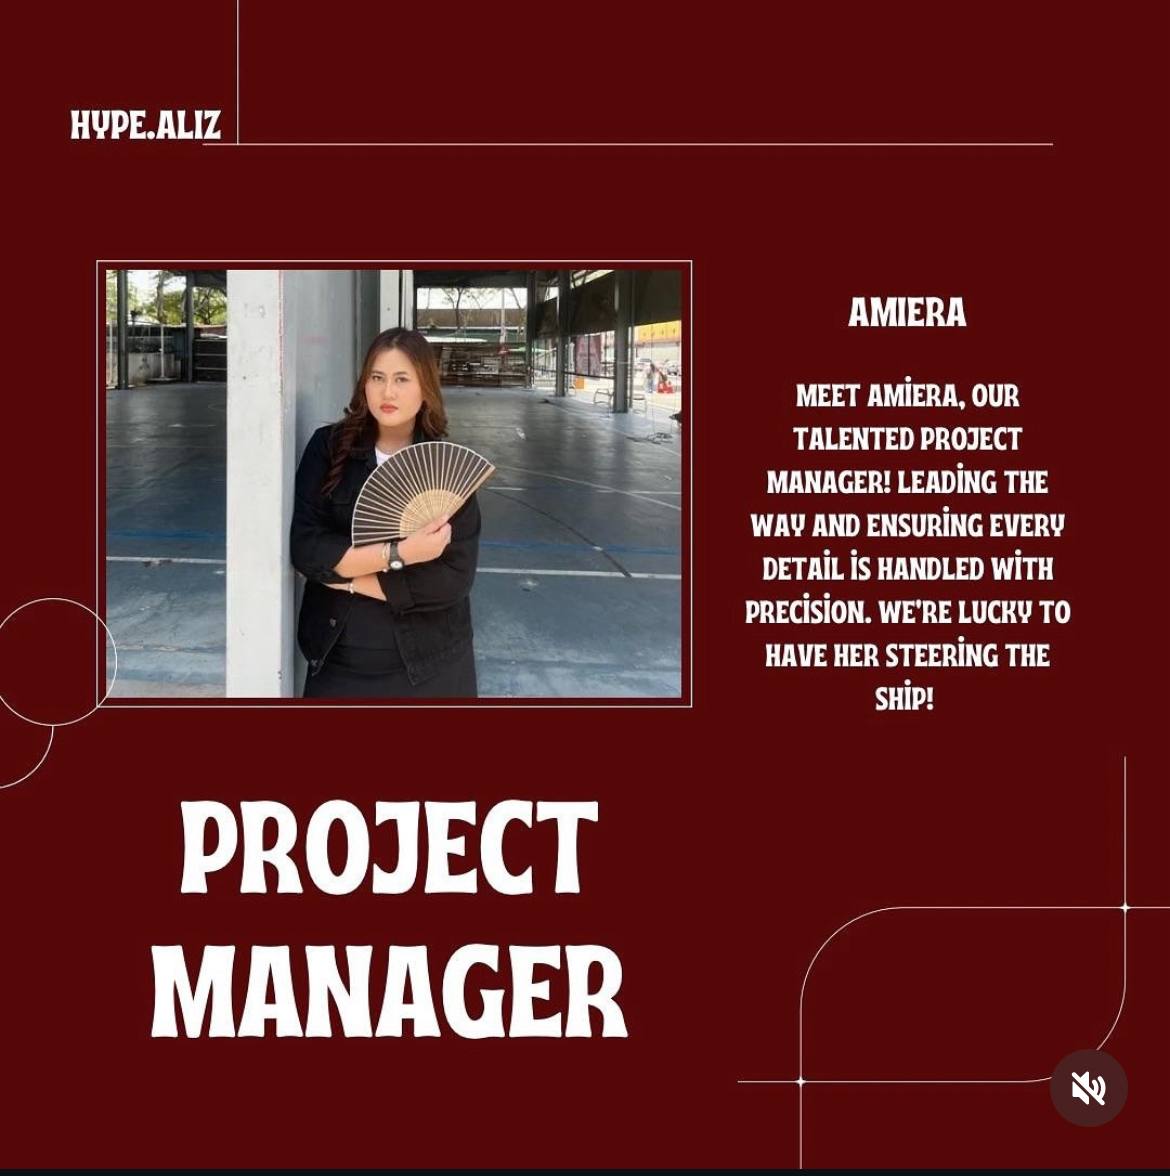 HYPE.ALIZ
AMIERA
MEET AMİERA, OUR
TALENTED PROJECT
MANAGER! LEADİNG THE
WAY AND ENSURİNG EVERY
DETAİL İS HANDLED WİTH
PRECİSİON. WE'RE LUCKY TO
HAVE HER STEERİNG THE
SHİP!
PROJECT
MANAGER